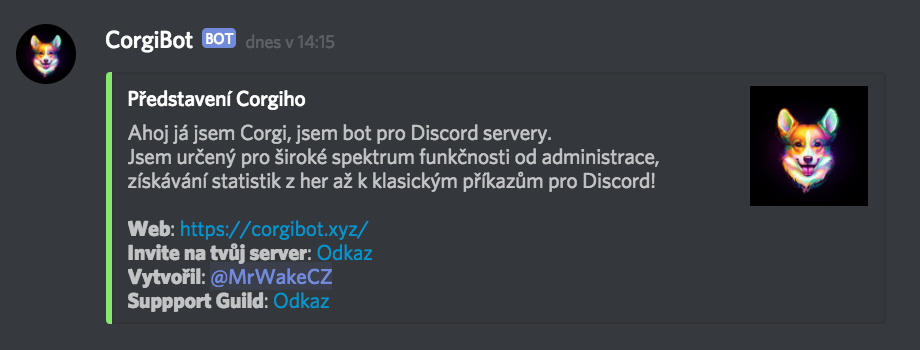 CorgiBot BOT dnes v 14:15
Představení Corgiho
Ahoj já jsem Corgi, jsem bot pro Discord servery.
Jsem určený pro široké spektrum funkčnosti od administrace,
získávání statistik z her až k klasickým příkazům pro Discord!
Web: https://corgibot.xyz/
Invite na tvůj server: Odkaz
Vytvořil: @MrWakeCZ
Suppport Guild: Odkaz